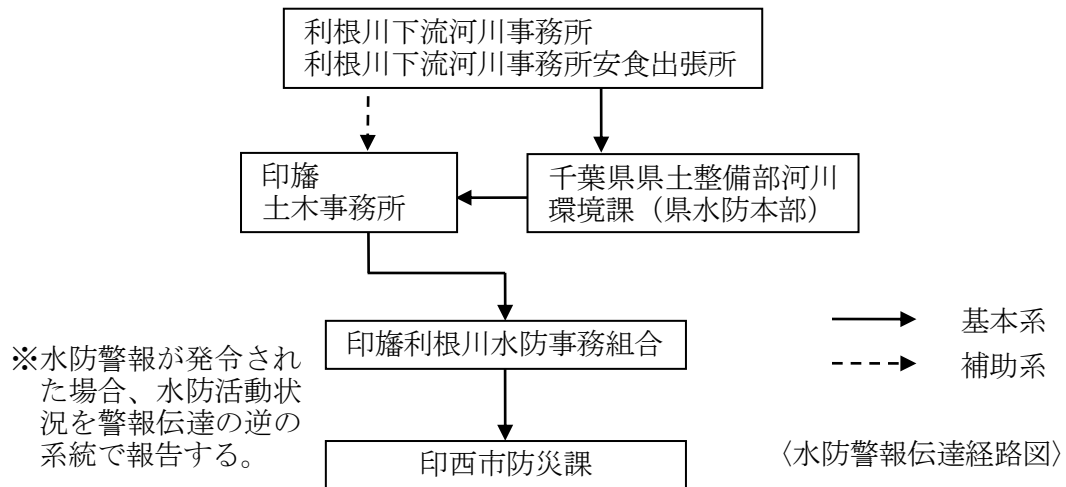 利根川下流河川事務所
利根川下流河川事務所安食出張所
印旛
土木事務所
千葉県県土整備部河川
環境課（県水防本部）
印旛利根川水防事務組合
印西市防災課
※水防警報が発令され
た場合、水防活動状
況を警報伝達の逆の
系統で報告する。
基本系
補助系
〈水防警報伝達経路図〉